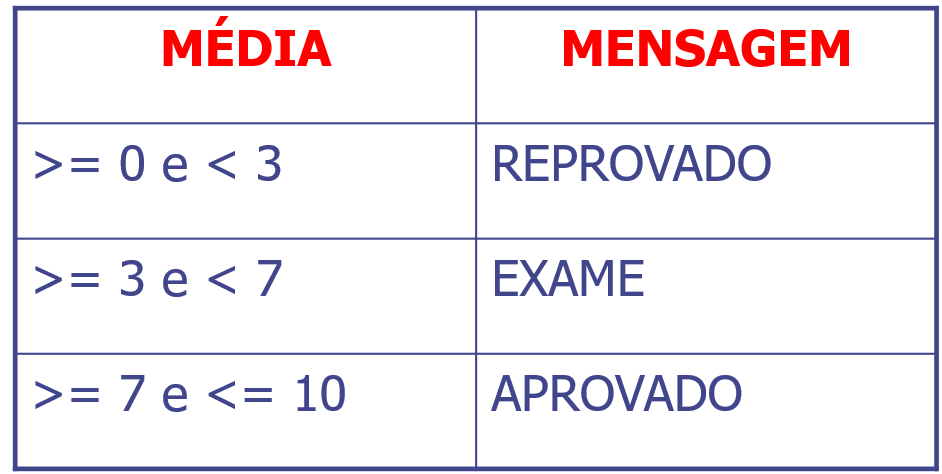 MÉDIA MENSAGEM
>= 0 e < 3 REPROVADO
>= 3 e < 7 EXAME
>= 7 e <= 10 APROVADO